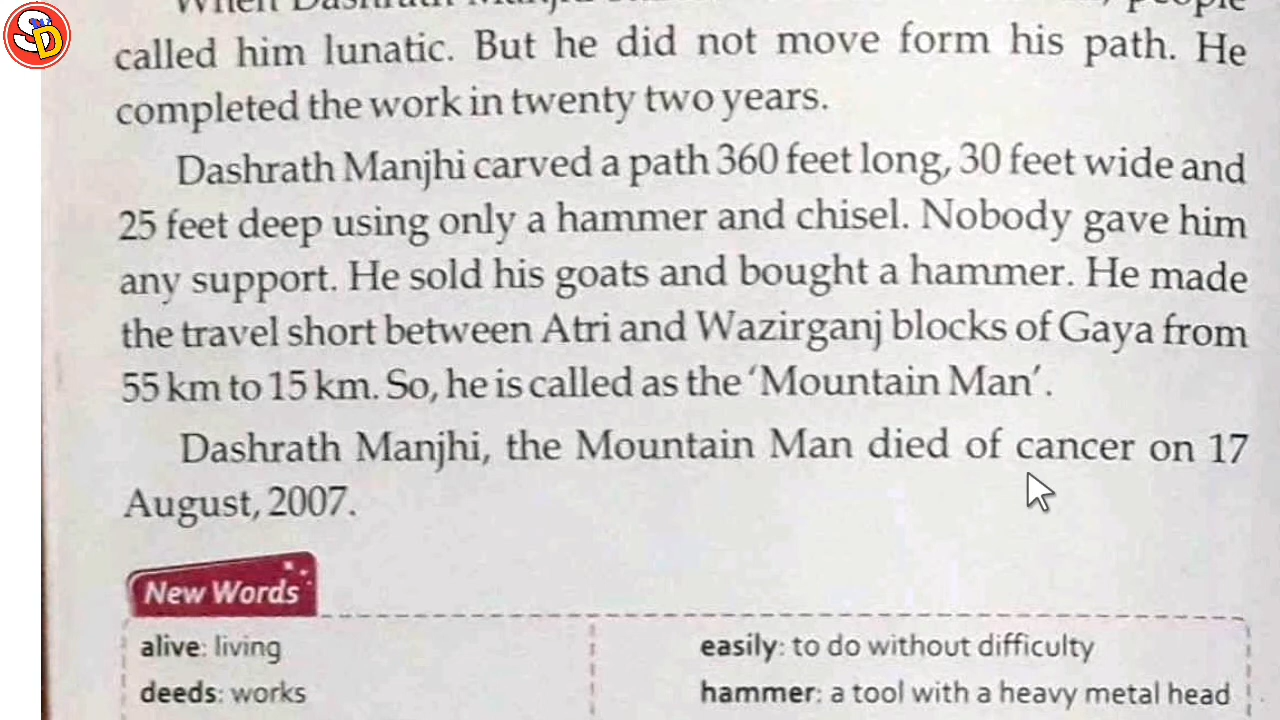 SD
When Dashrath Manjhi
people
called him lunatic. But he did not move form his path. He
completed the work in twenty two years.
Dashrath Manjhi carved a path 360 feet long, 30 feet wide and
25 feet deep using only a hammer and chisel. Nobody gave him
any support. He sold his goats and bought a hammer. He made
the travel short between Atri and Wazirganj blocks of Gaya from
55 km to 15 km. So, he is called as the ‘Mountain Man’.
Dashrath Manjhi, the Mountain Man died of cancer on 17
August, 2007.
New Words
alive: living
easily: to do without difficulty
deeds: works
hammer: a tool with a heavy metal head